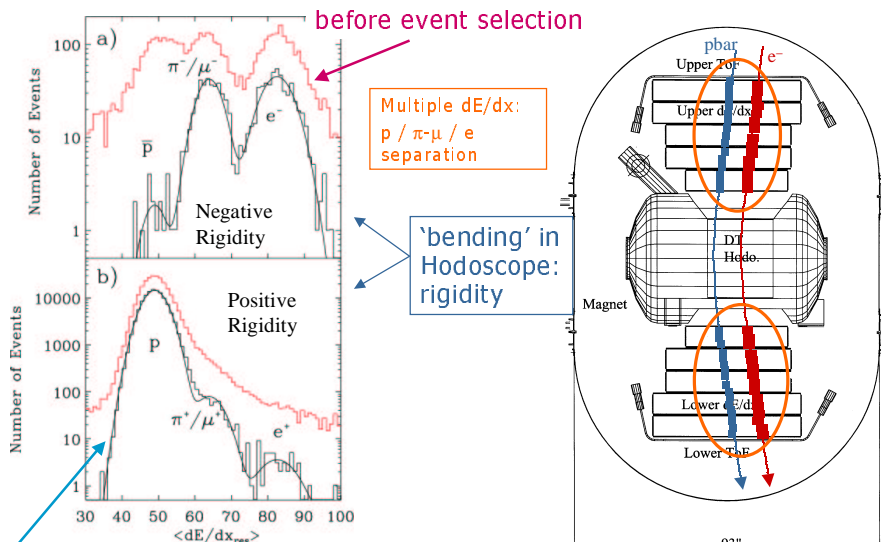 before event selection
a)
100
10
1
Number of Events
π⁻/μ⁻
p̅
e⁻
Negative
Rigidity
b)
10000
1000
100
10
1
Number of Events
Positive
Rigidity
p
π⁺/μ⁺
e⁺
30 40 50 60 70 80 90 100
<dE/dx_res>
Multiple dE/dx:
p / π-μ / e
separation
'bending' in
Hodoscope:
rigidity
pbar
e⁻
Upper ToF
Upper dE/dx
DT
Hodo.
Magnet
Lower dE/dx
Lower ToF